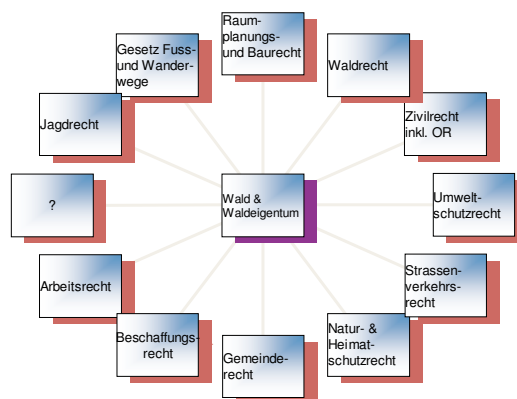 Raum-
planungs-
und Baurecht
Waldrecht
Zivilrecht
inkl. OR
Umwelt-
schutzrecht
Strassen-
verkehrs-
recht
Natur- &
Heimat-
schutzrecht
Gemeinde-
recht
Beschaffungs-
recht
Arbeitsrecht
?
Jagdrecht
Gesetz Fuss-
und Wander-
wege
Wald &
Waldeigentum